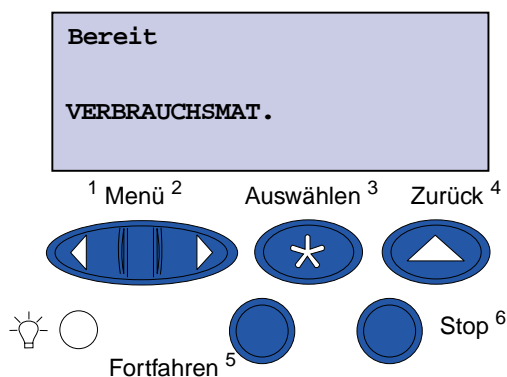 Bereit
VERBRAUCHSMAT.
1 Menü 2 Auswählen 3 Zurück 4
Stop 6
Fortfahren 5